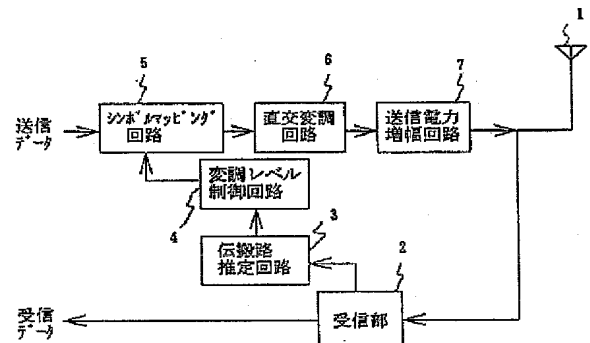 1
5
6
7
送信
データ
シンボルマッピング
回路
直交変調
回路
送信電力
増幅回路
変調レベル
制御回路
4
3
伝搬路
推定回路
2
受信部
受信
データ